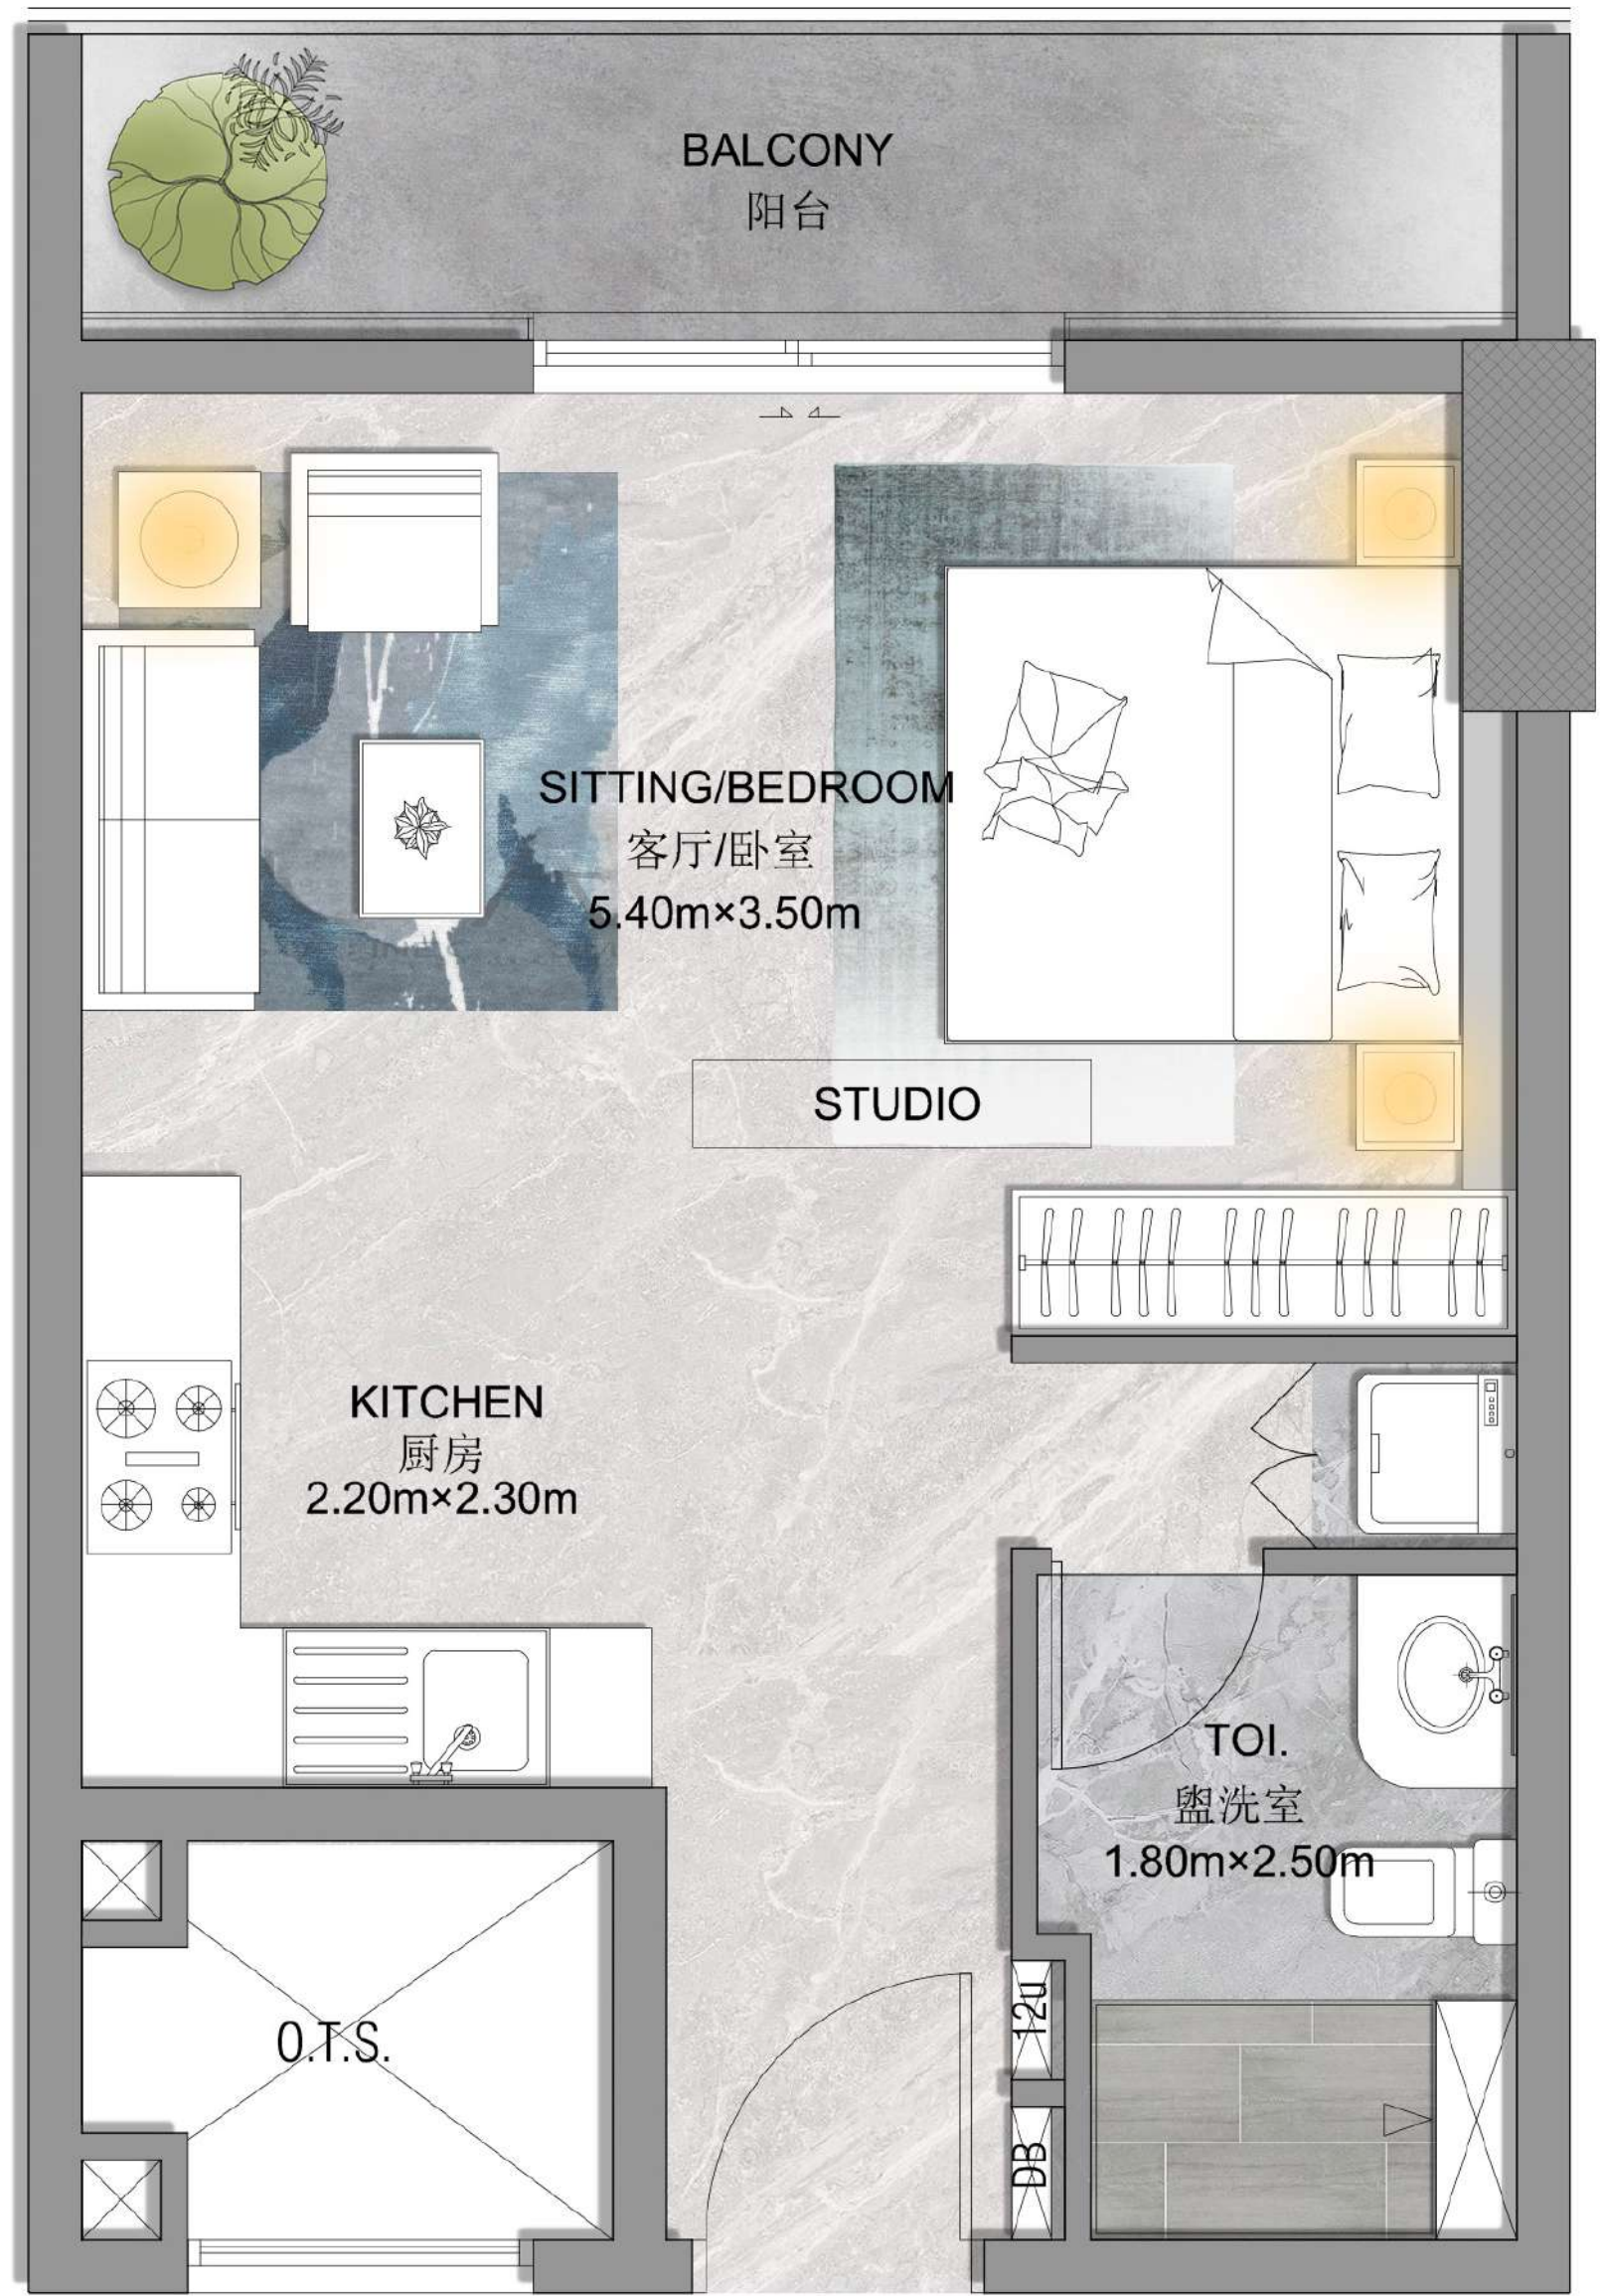 BALCONY
阳台
SITTING/BEDROOM
客厅/卧室
5.40m×3.50m
STUDIO
KITCHEN
厨房
2.20m×2.30m
TOI.
盥洗室
1.80m×2.50m
12u
O.T.S.
DB